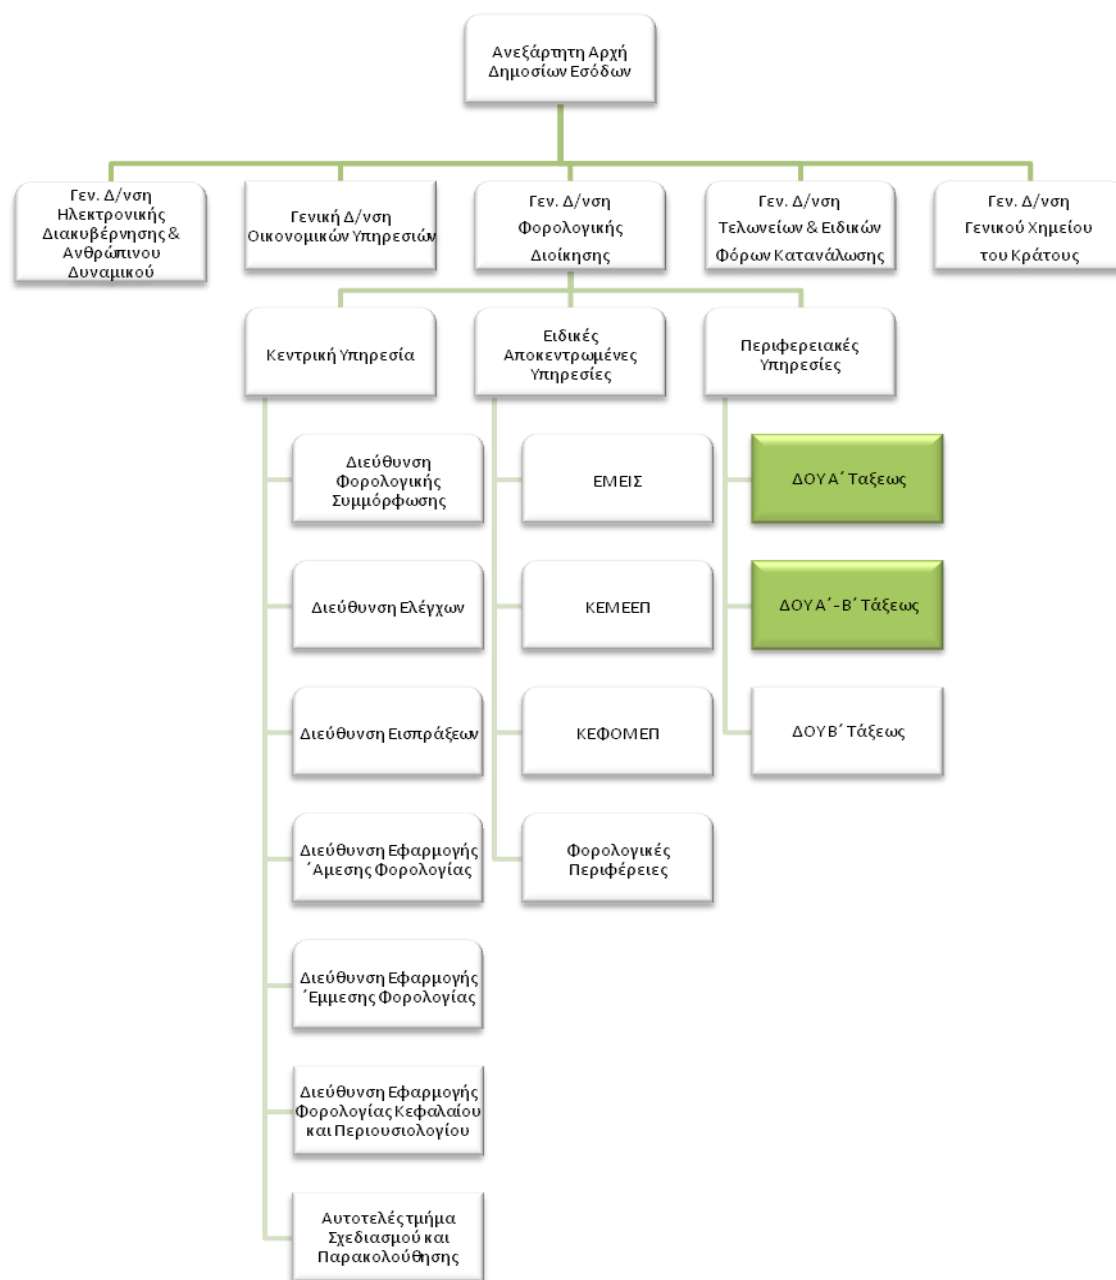 Ανεξάρτητη Αρχή
Δημοσίων Εσόδων
Γεν. Δ/νση
Ηλεκτρονικής
Διακυβέρνησης &
Ανθρώπινου
Δυναμικού
Γενική Δ/νση
Οικονομικών Υπηρεσιών
Γεν. Δ/νση
Φορολογικής
Διοίκησης
Γεν. Δ/νση
Τελωνείων & Ειδικών
Φόρων Κατανάλωσης
Γεν. Δ/νση
Γενικού Χημείου
του Κράτους
Κεντρική Υπηρεσία
Ειδικές
Αποκεντρωμένες
Υπηρεσίες
Περιφερειακές
Υπηρεσίες
Διεύθυνση
Φορολογικής
Συμμόρφωσης
Διεύθυνση Ελέγχων
Διεύθυνση Εισπράξεων
Διεύθυνση Εφαρμογής
΄Αμεσης Φορολογίας
Διεύθυνση Εφαρμογής
΄Εμμεσης Φορολογίας
Διεύθυνση Εφαρμογής
Φορολογίας Κεφαλαίου
και Περιουσιολογίου
Αυτοτελές τμήμα
Σχεδιασμού και
Παρακολούθησης
ΕΜΕΙΣ
ΚΕΜΕΕΠ
ΚΕΦΟΜΕΠ
Φορολογικές
Περιφέρειες
ΔΟΥ Α΄ Ταξεως
ΔΟΥ Α΄ - Β΄ Τάξεως
ΔΟΥ Β΄ Τάξεως